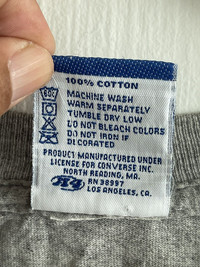 100% COTTON
MACHINE WASH
WARM SEPARATELY
TUMBLE DRY LOW
DO NOT BLEACH COLORS
DO NOT IRON IF
DECORATED
PRODUCT MANUFACTURED UNDER
LICENSE FOR CONVERSE INC.
NORTH READING, MA.
RN 38997
LOS ANGELES, CA.